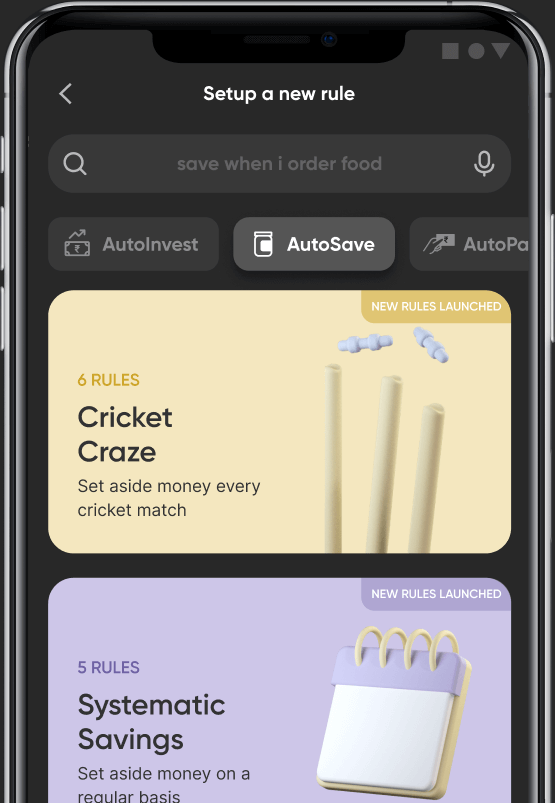 Setup a new rule
save when i order food
AutoInvest
AutoSave
AutoPa
NEW RULES LAUNCHED
6 RULES
Cricket
Craze
Set aside money every
cricket match
NEW RULES LAUNCHED
5 RULES
Systematic
Savings
Set aside money on a
regular basis